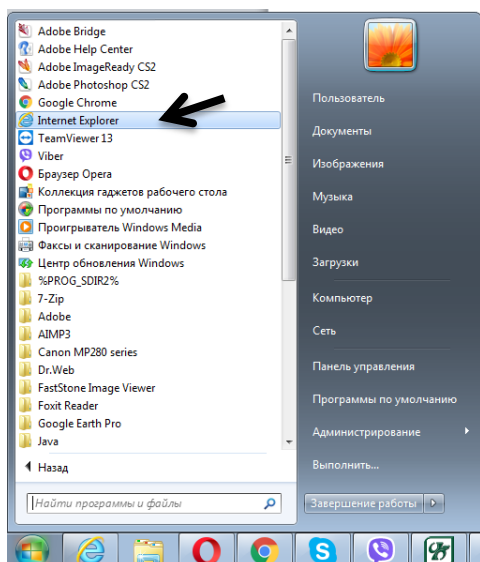 Adobe Bridge
Adobe Help Center
Adobe ImageReady CS2
Adobe Photoshop CS2
Google Chrome
Internet Explorer
TeamViewer 13
Viber
Браузер Opera
Коллекция гаджетов рабочего стола
Программы по умолчанию
Проигрыватель Windows Media
Факсы и сканирование Windows
Центр обновления Windows
%PROG_SDIR2%
7-Zip
Adobe
AIMP3
Canon MP280 series
Dr.Web
FastStone Image Viewer
Foxit Reader
Google Earth Pro
Java
Назад
Найти программы и файлы
Пользователь
Документы
Изображения
Музыка
Видео
Загрузки
Компьютер
Сеть
Панель управления
Программы по умолчанию
Администрирование
Выполнить...
Завершение работы